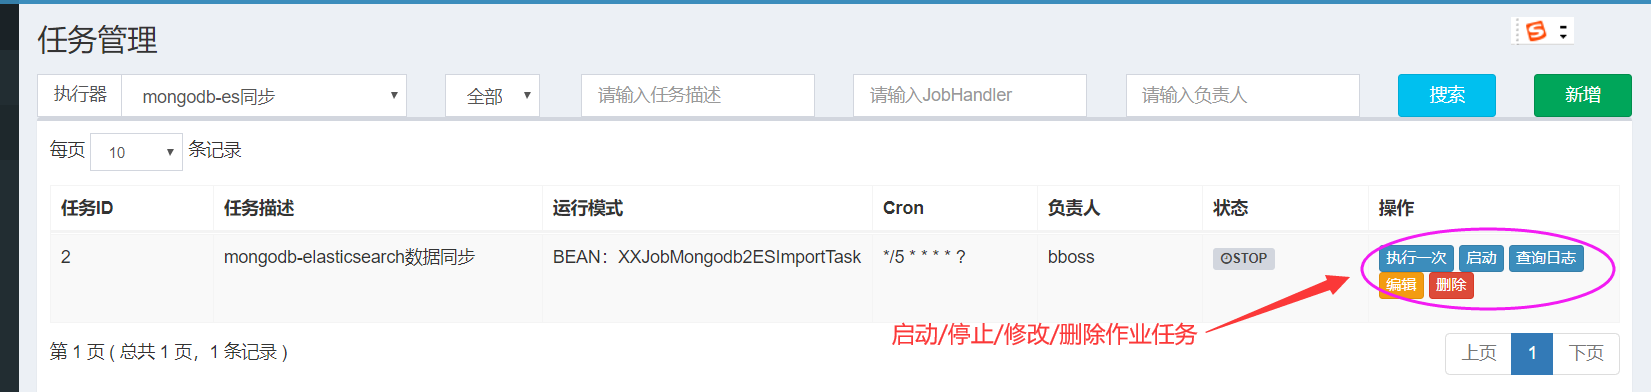 任务管理
执行器 mongodb-es同步 全部 请输入任务描述 请输入JobHandler 请输入负责人 搜索 新增
每页 10 条记录
任务ID 任务描述 运行模式 Cron 负责人 状态 操作
2 mongodb-elasticsearch数据同步 BEAN：XXJobMongodb2ESImportTask */5 * * * * ? bboss STOP 执行一次 启动 查询日志
编辑 删除
启动/停止/修改/删除作业任务
第 1 页 ( 总共 1 页，1 条记录 ) 上页 1 下页